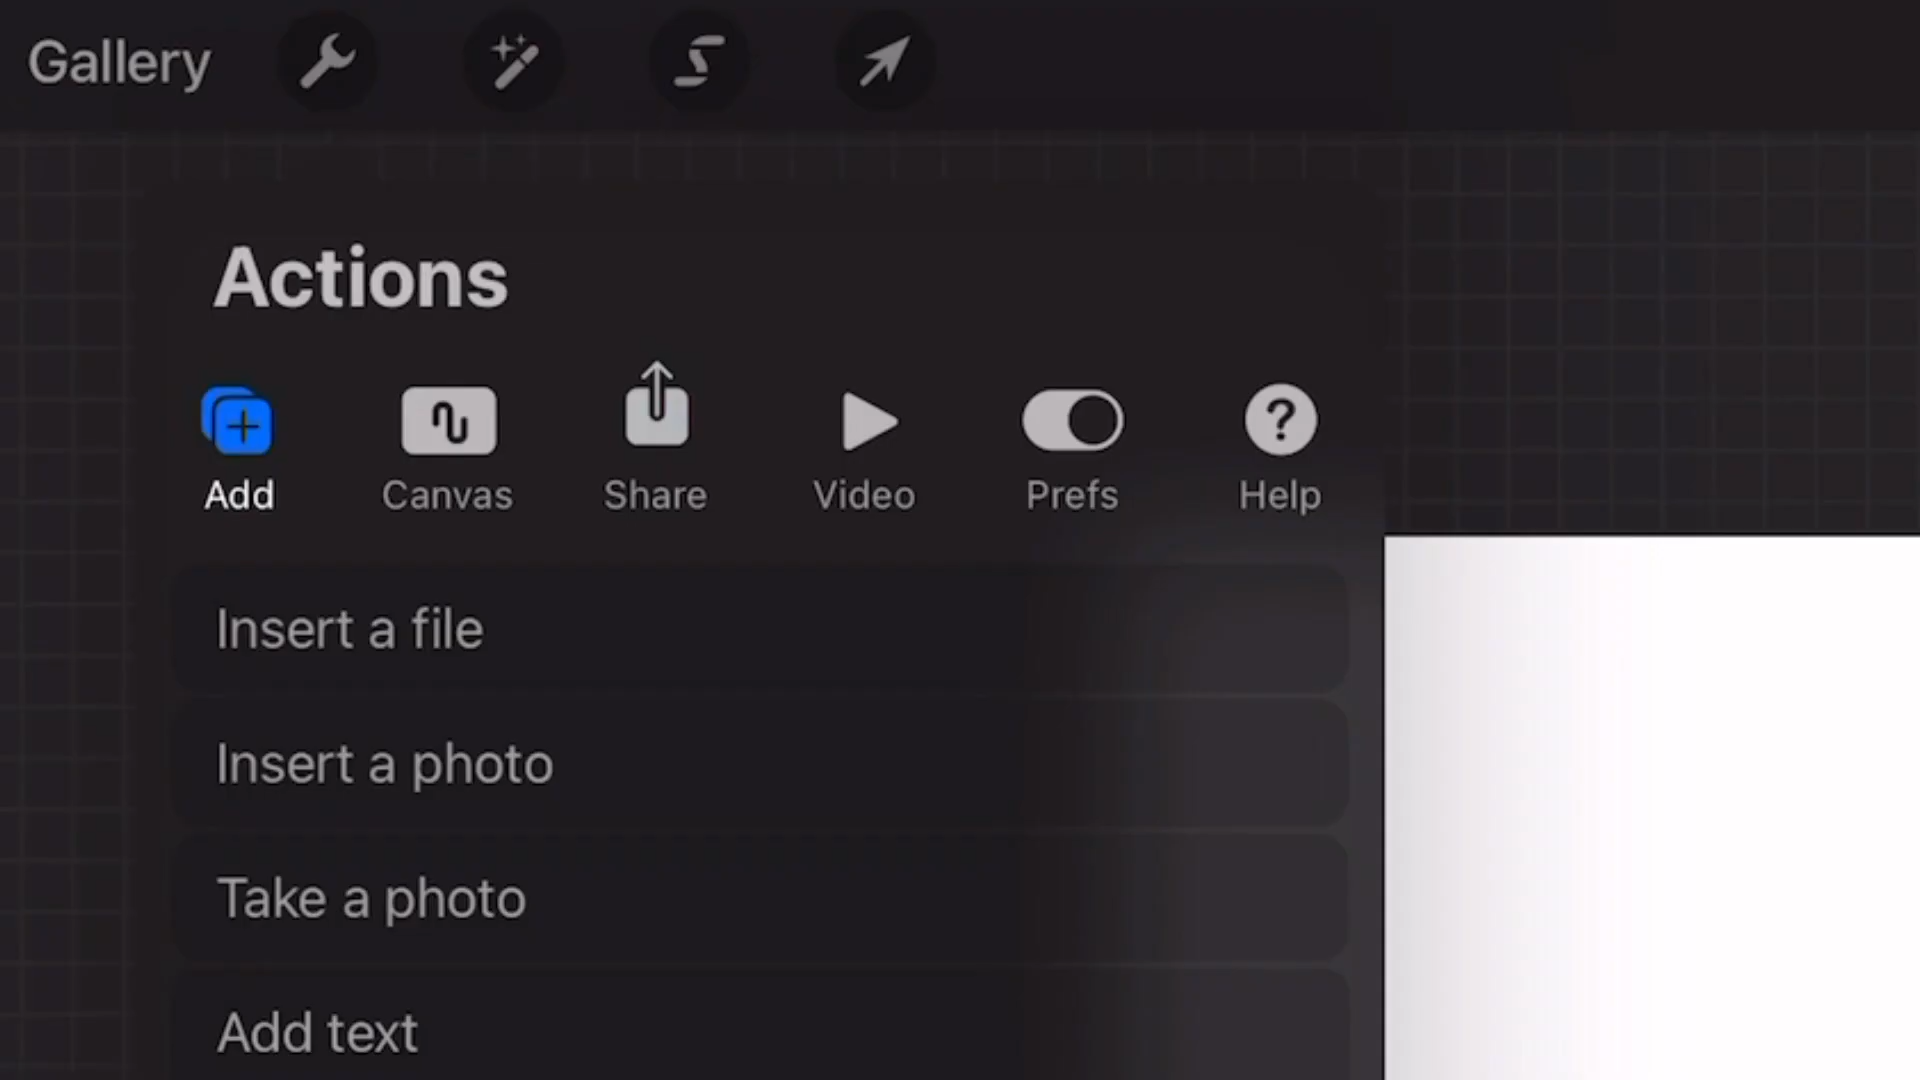 Gallery
Actions
Add Canvas Share Video Prefs Help
Insert a file
Insert a photo
Take a photo
Add text